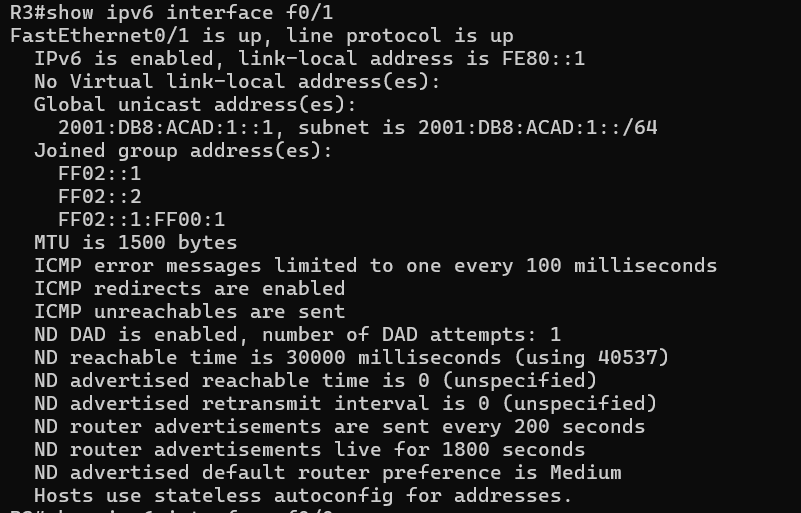 R3#show ipv6 interface f0/1
FastEthernet0/1 is up, line protocol is up
  IPv6 is enabled, link-local address is FE80::1
  No Virtual link-local address(es):
  Global unicast address(es):
    2001:DB8:ACAD:1::1, subnet is 2001:DB8:ACAD:1::/64
  Joined group address(es):
    FF02::1
    FF02::2
    FF02::1:FF00:1
  MTU is 1500 bytes
  ICMP error messages limited to one every 100 milliseconds
  ICMP redirects are enabled
  ICMP unreachables are sent
  ND DAD is enabled, number of DAD attempts: 1
  ND reachable time is 30000 milliseconds (using 40537)
  ND advertised reachable time is 0 (unspecified)
  ND advertised retransmit interval is 0 (unspecified)
  ND router advertisements are sent every 200 seconds
  ND router advertisements live for 1800 seconds
  ND advertised default router preference is Medium
  Hosts use stateless autoconfig for addresses.